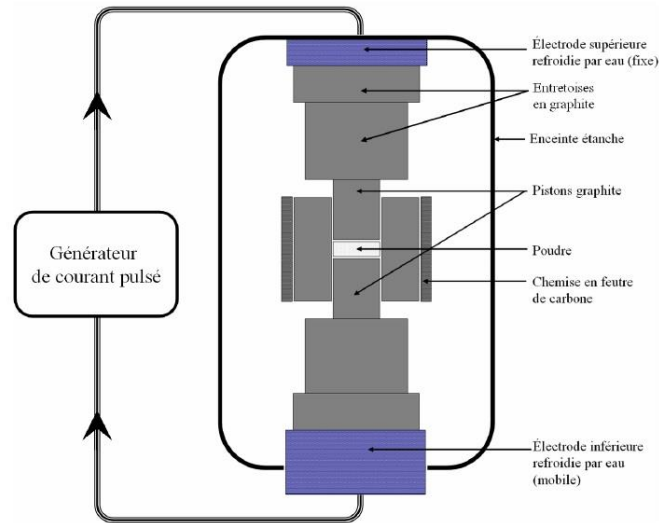 Électrode supérieure
refroidie par eau (fixe)
Entretoises
en graphite
Enceinte étanche
Pistons graphite
Générateur
de courant pulsé
Poudre
Chemise en feutre
de carbone
Électrode inférieure
refroidie par eau
(mobile)